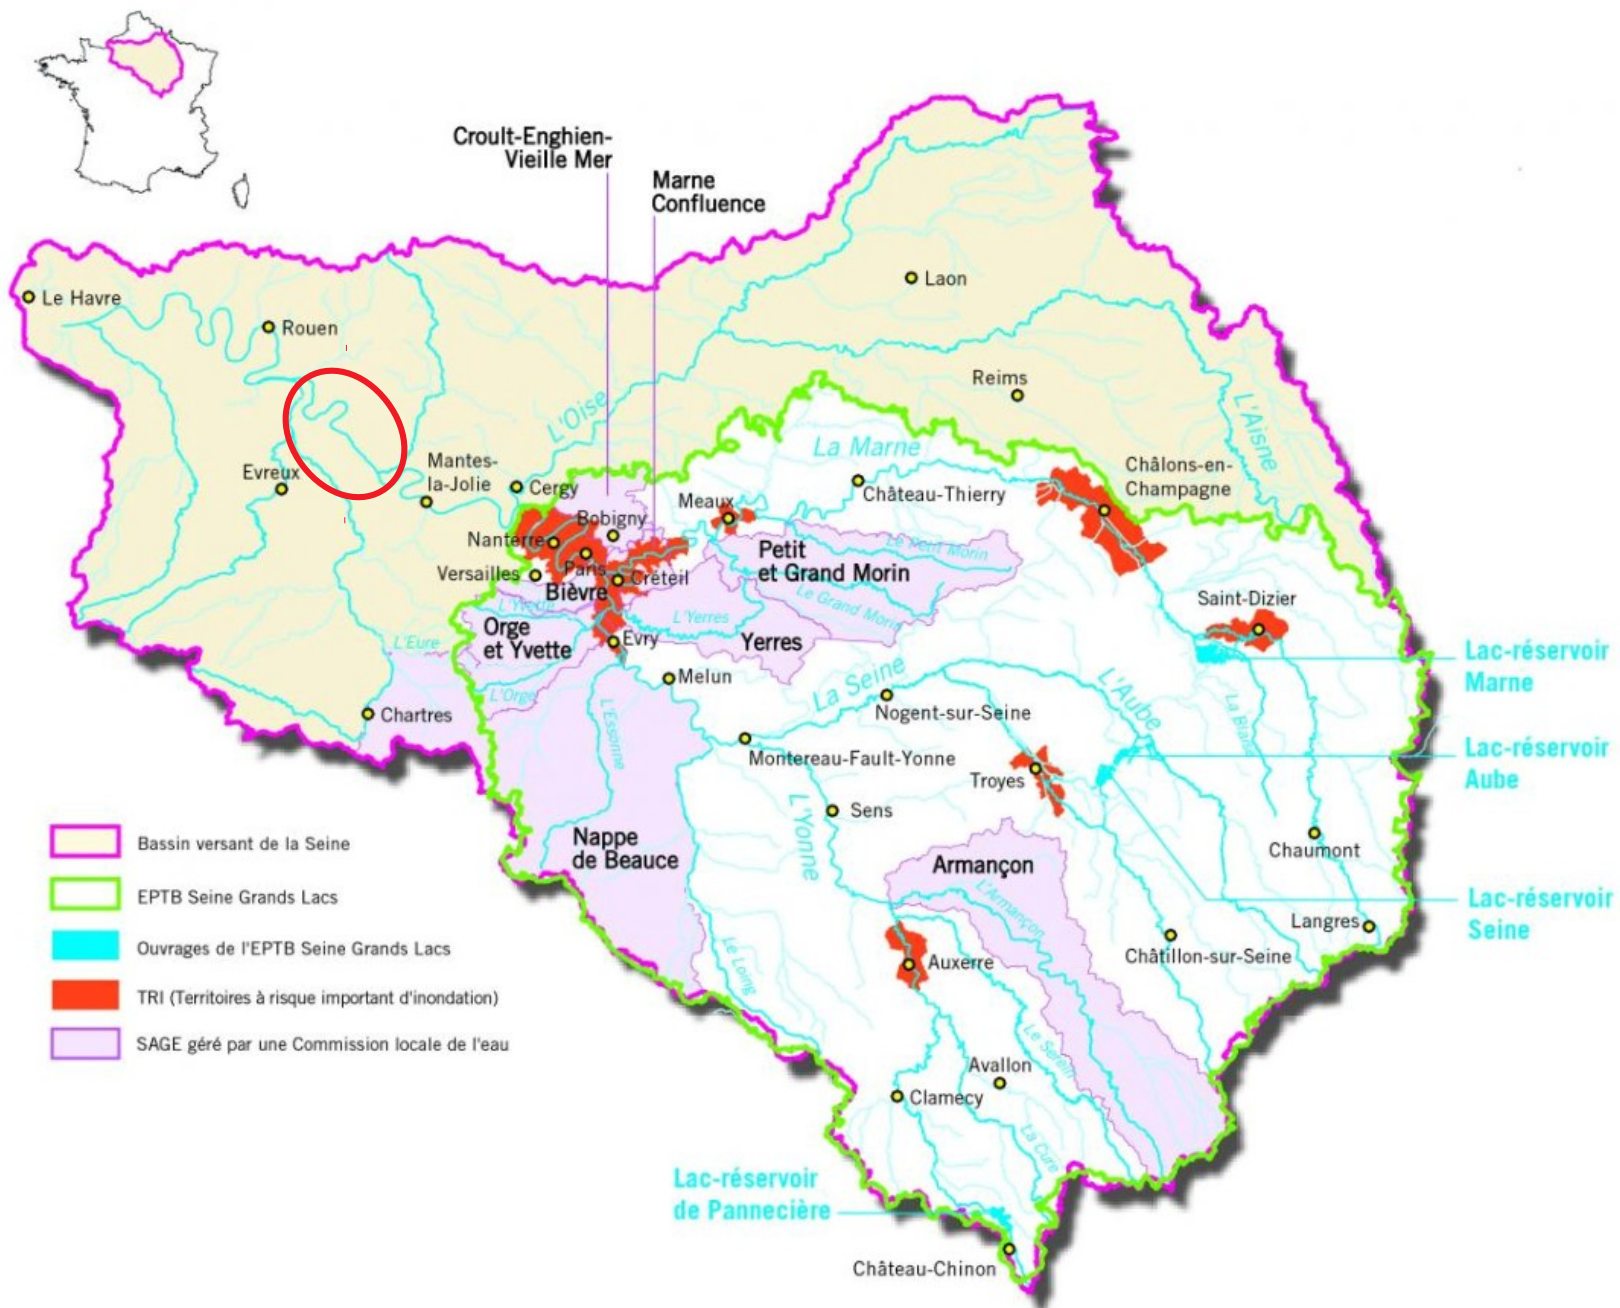 Croult-Enghien-
Vieille Mer
Marne
Confluence
Laon
Le Havre
Rouen
Reims
L'Oise
L'Aisne
La Marne
Mantes-
la-Jolie
Evreux
Cergy
Châlons-en-
Champagne
Château-Thierry
Meaux
Bobigny
Nanterre
Petit
et Grand Morin
Le Petit Morin
Paris
Versailles
Créteil
Bièvre
Le Grand Morin
Saint-Dizier
L'Yvette
L'Yerres
Orge
et Yvette
Evry
Yerres
L'Eure
Lac-réservoir
Marne
Melun
La Seine
L'Aube
L'Orge
La Blaise
Nogent-sur-Seine
Chartres
L'Essonne
Montereau-Fault-Yonne
Lac-réservoir
Aube
Troyes
Sens
L'Yonne
Nappe
de Beauce
Chaumont
Armançon
L'Armançon
Lac-réservoir
Seine
Langres
Châtillon-sur-Seine
Le Loing
Auxerre
Le Serein
Avallon
Clamecy
La Cure
Lac-réservoir
de Pannecière
Château-Chinon
Bassin versant de la Seine
EPTB Seine Grands Lacs
Ouvrages de l'EPTB Seine Grands Lacs
TRI (Territoires à risque important d'inondation)
SAGE géré par une Commission locale de l'eau